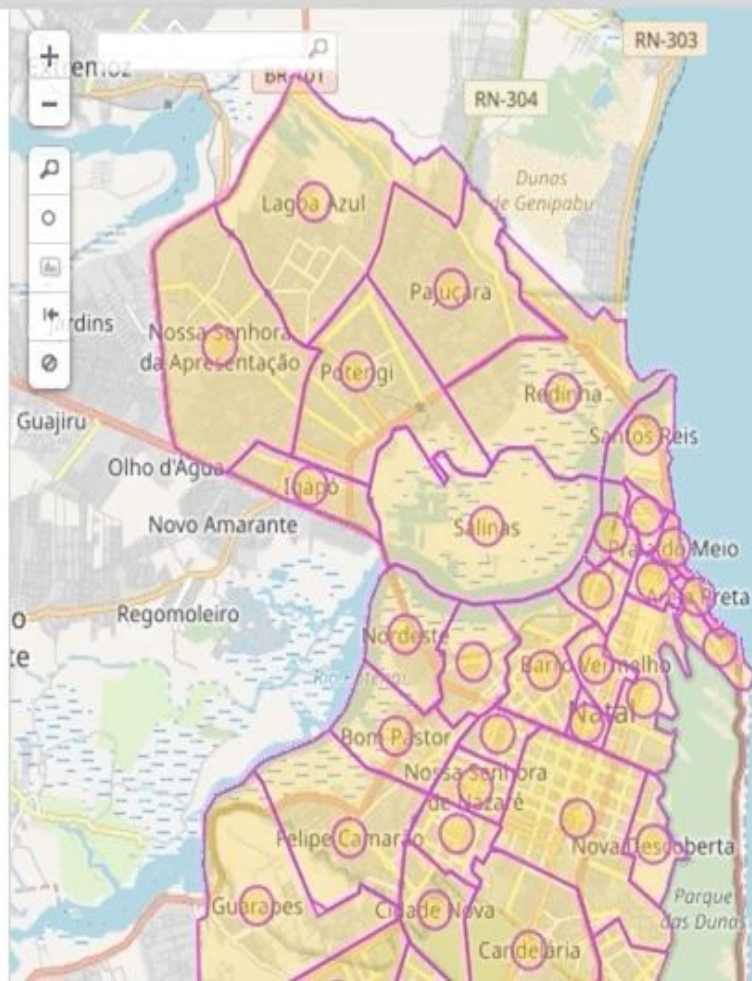 RN-303
Extremoz
BR-101
RN-304
Dunas
de Genipabu
Lagoa Azul
Pajuçara
Jardins
Nossa Senhora
da Apresentação
Potengi
Redinha
Guajiru
Santos Reis
Olho d'Água
Igapó
Novo Amarante
Salinas
Praia do Meio
Areia Preta
Regomoleiro
Nordeste
Barro Vermelho
Rio Potengi
Natal
Bom Pastor
Nossa Senhora
de Nazaré
Felipe Camarão
Nova Descoberta
Guarapes
Cidade Nova
Parque
das Dunas
Candelária